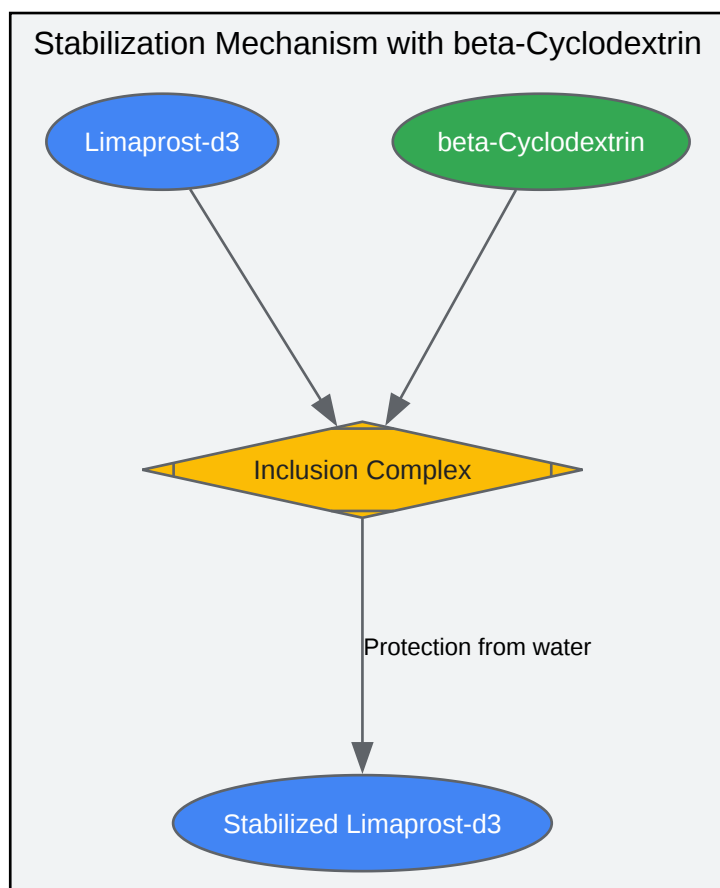 Stabilization Mechanism with beta-Cyclodextrin
Limaprost-d3
beta-Cyclodextrin
Inclusion Complex
Protection from water
Stabilized Limaprost-d3